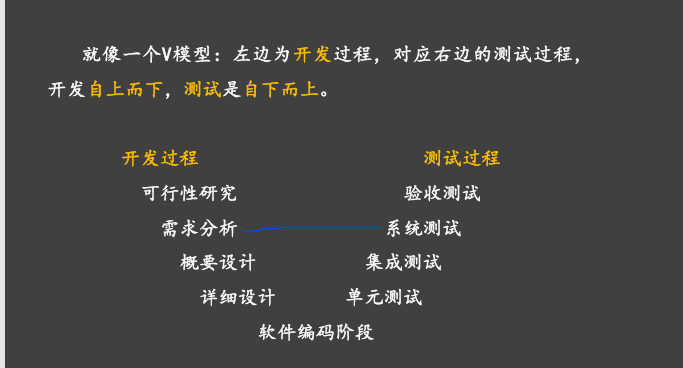 就像一个V模型：左边为开发过程，对应右边的测试过程，
开发自上而下，测试是自下而上。
开发过程 测试过程
可行性研究 验收测试
需求分析 系统测试
概要设计 集成测试
详细设计 单元测试
软件编码阶段